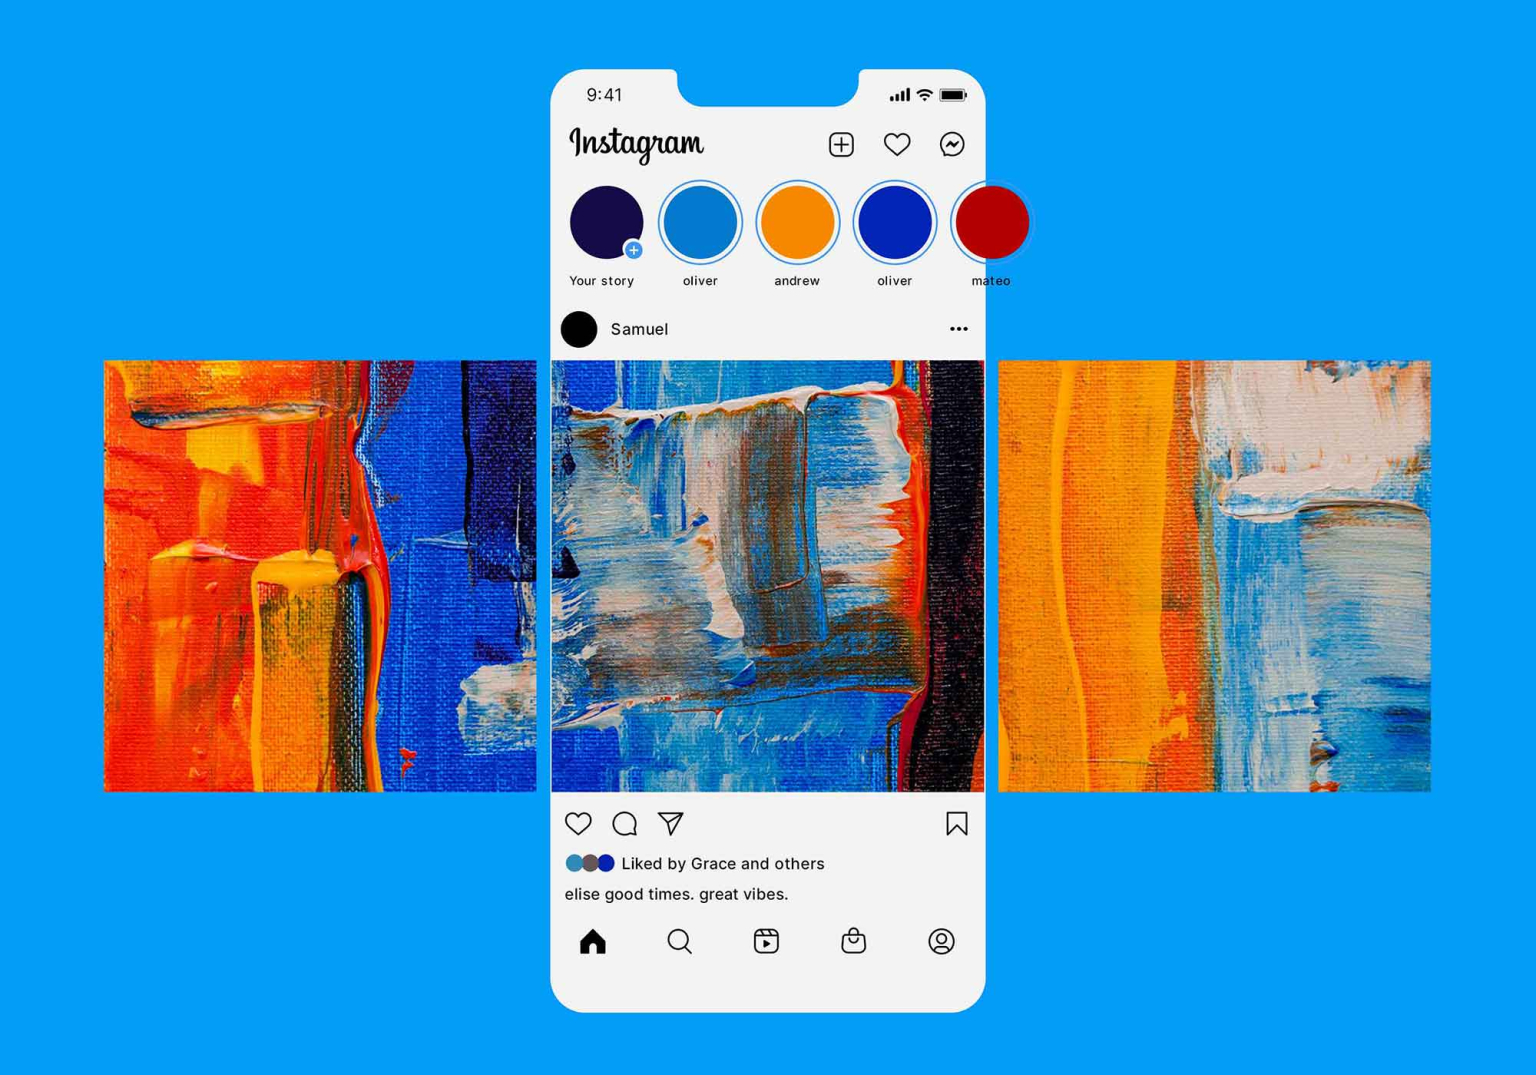 9:41
Instagram
Your story
oliver
andrew
oliver
mateo
Samuel
Liked by Grace and others
elise good times. great vibes.